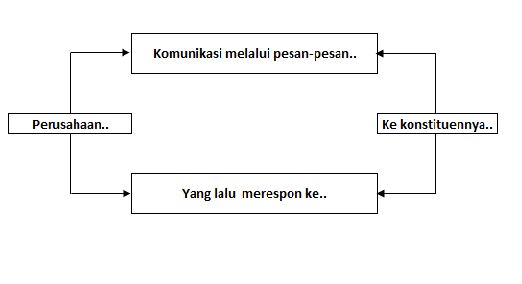 Komunikasi melalui pesan-pesan..
Perusahaan..
Ke konstituennya..
Yang lalu merespon ke..